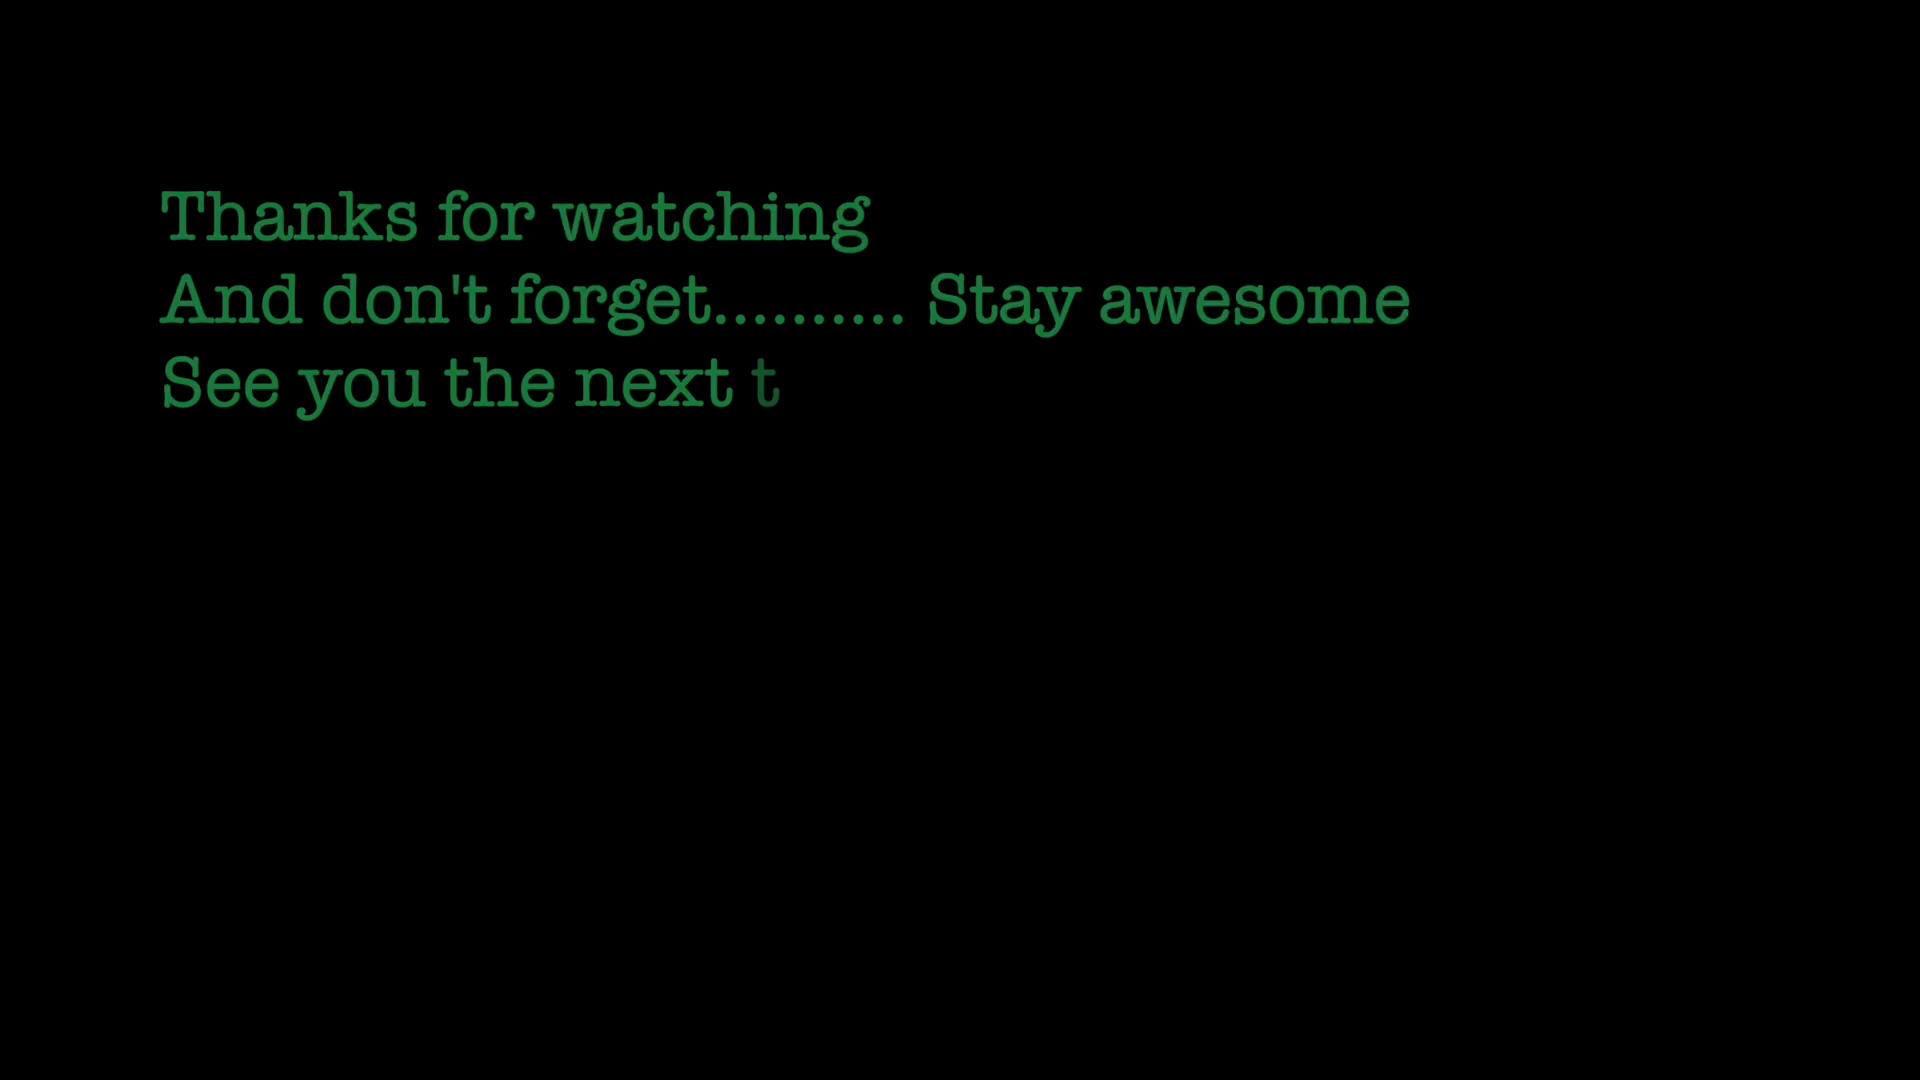 Thanks for watching
And don't forget.......... Stay awesome
See you the next t